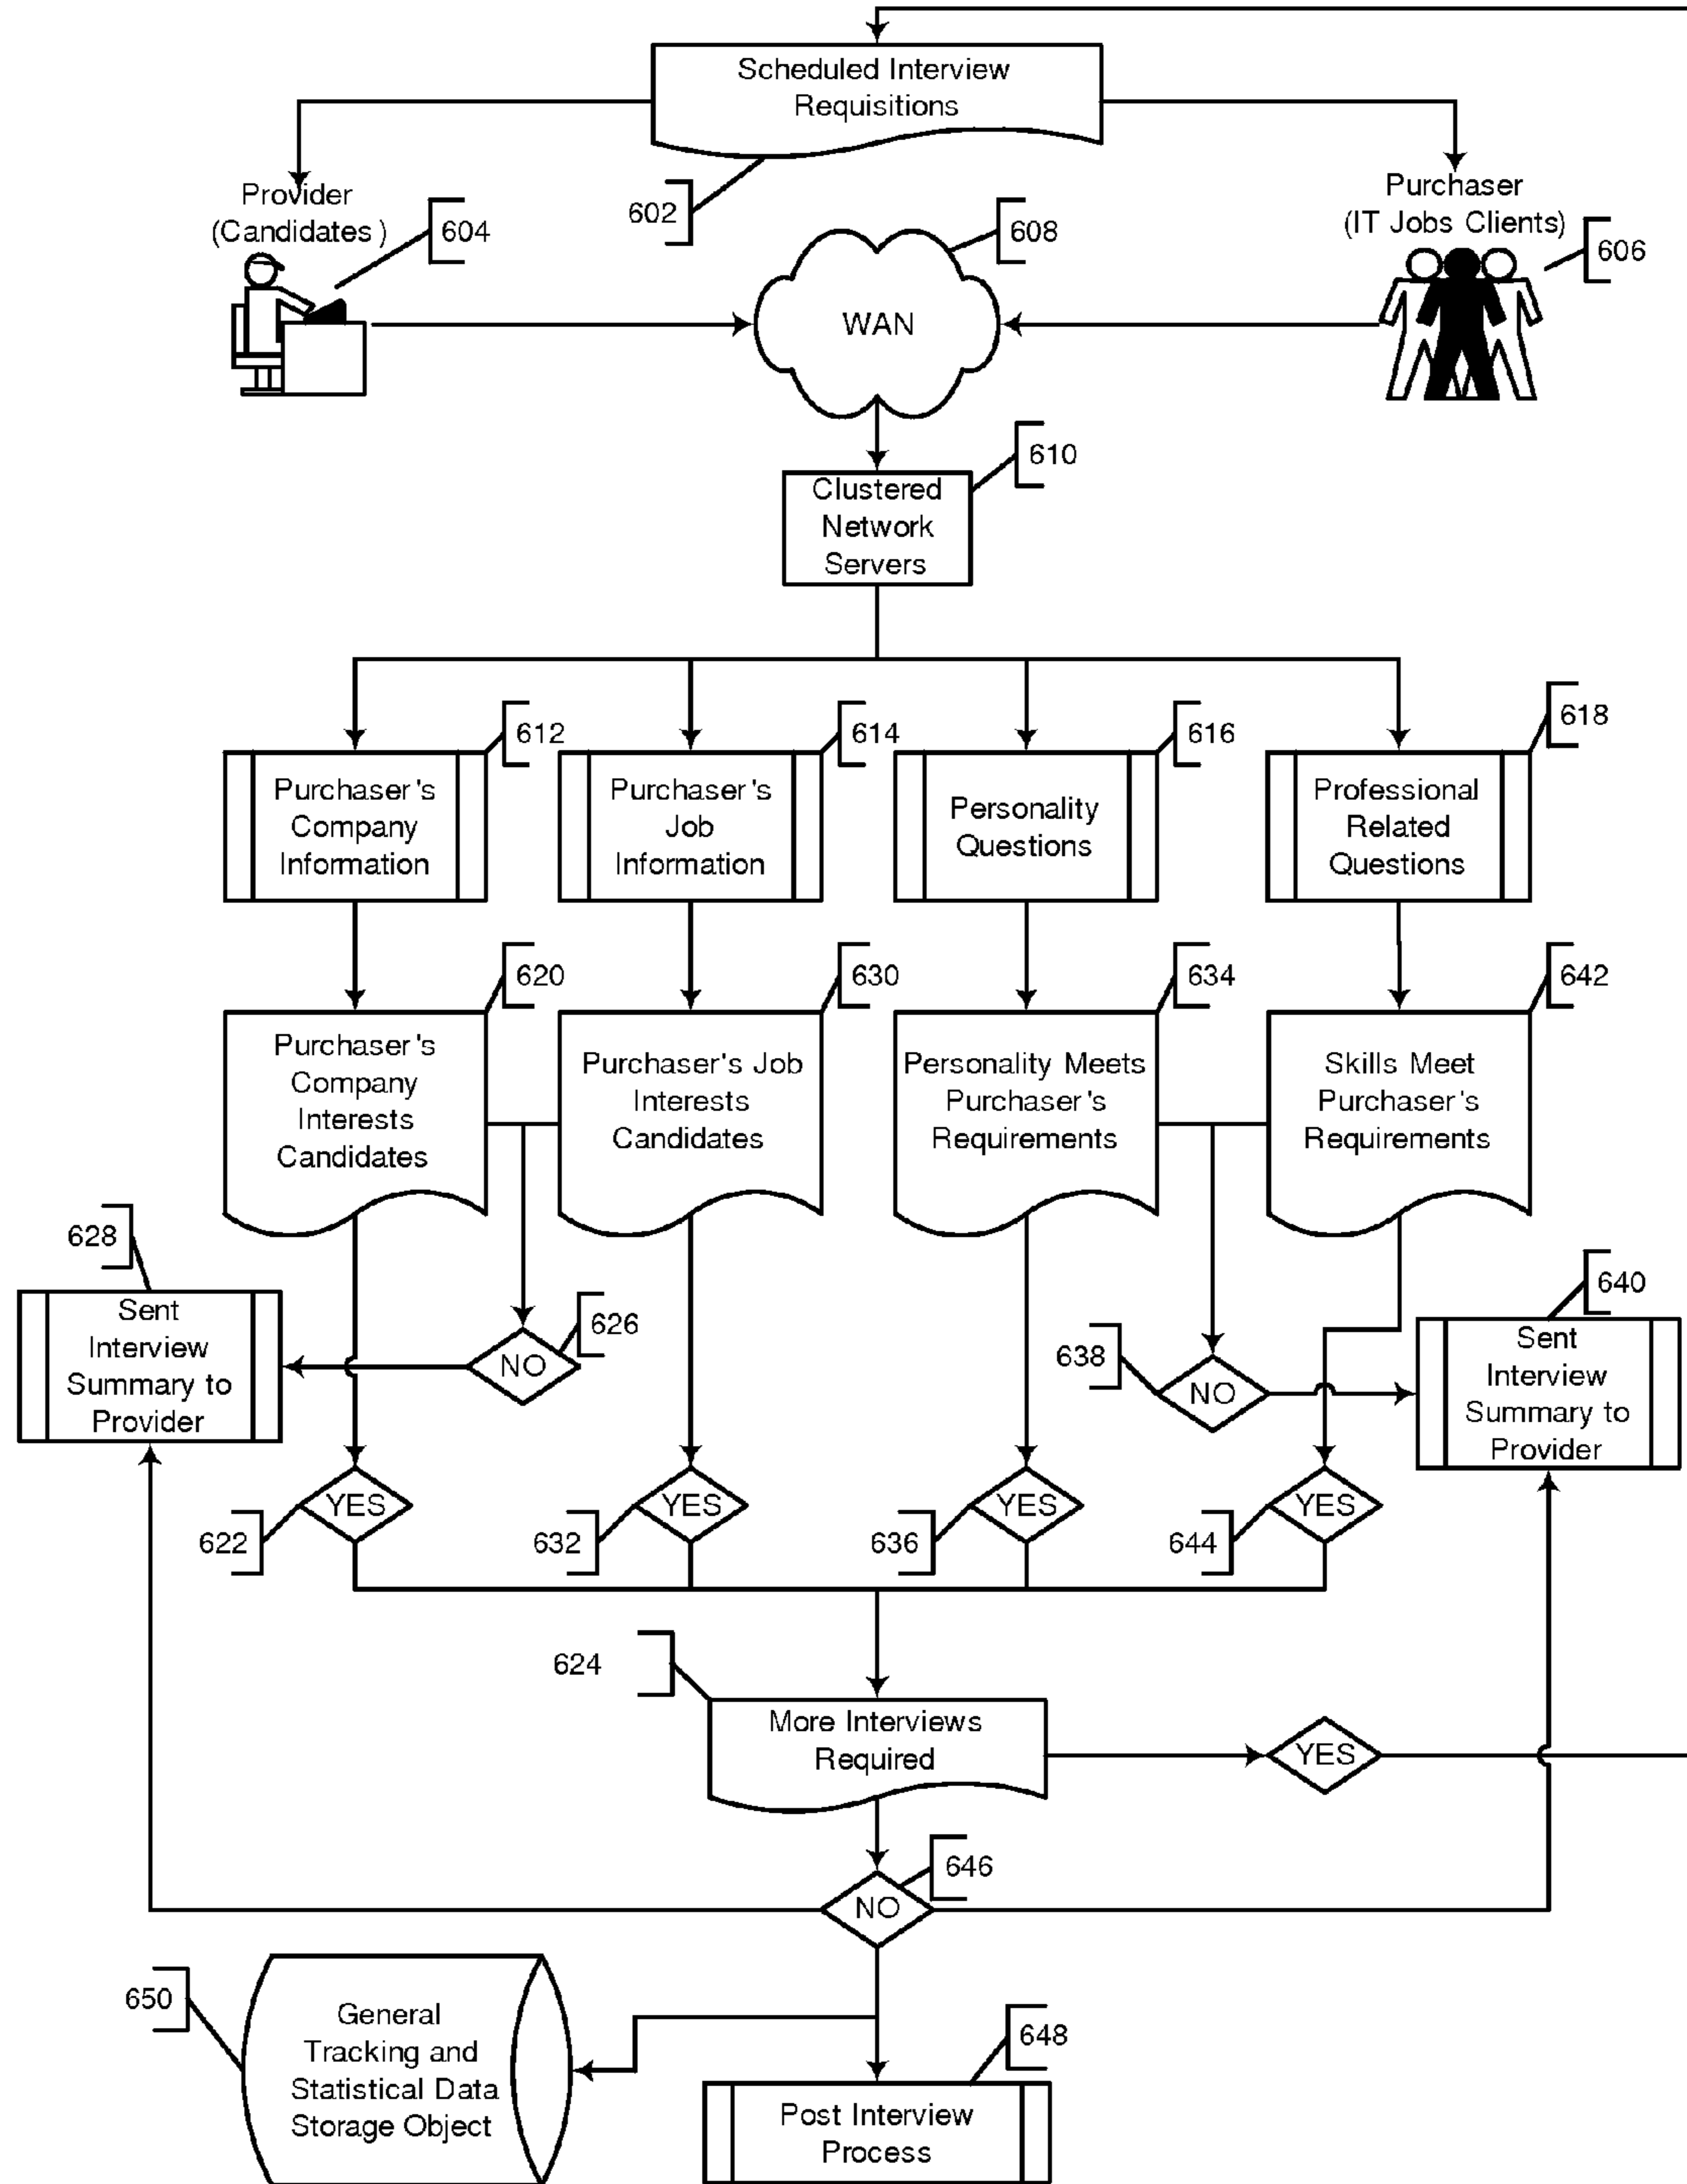 Scheduled Interview
Requisitions
Provider
(Candidates )
604
602
608
Purchaser
(IT Jobs Clients)
606
WAN
610
Clustered
Network
Servers
612
614
616
618
Purchaser's
Company
Information
Purchaser's
Job
Information
Personality
Questions
Professional
Related
Questions
620
630
634
642
Purchaser's
Company
Interests
Candidates
Purchaser's Job
Interests
Candidates
Personality Meets
Purchaser's
Requirements
Skills Meet
Purchaser's
Requirements
628
Sent
Interview
Summary to
Provider
626
NO
638
NO
640
Sent
Interview
Summary to
Provider
YES
YES
YES
YES
622
632
636
644
624
More Interviews
Required
YES
646
NO
650
General
Tracking and
Statistical Data
Storage Object
648
Post Interview
Process